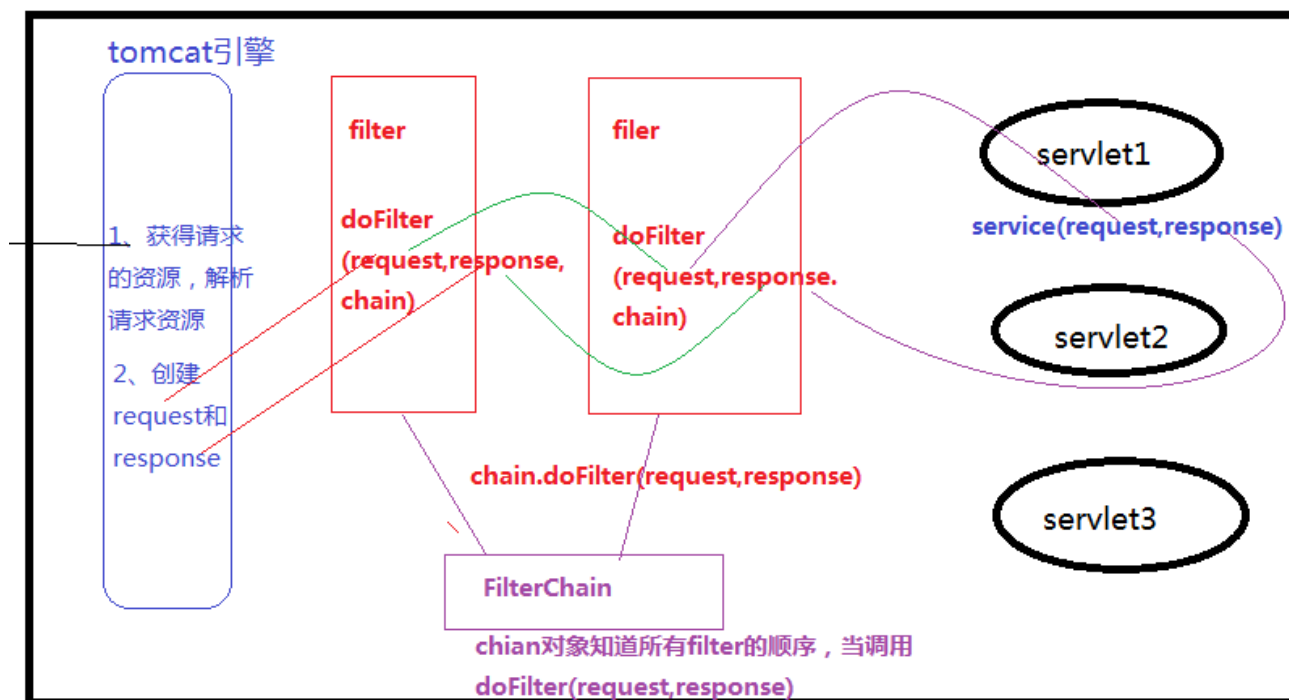 tomcat引擎
1、获得请求
的资源，解析
请求资源
2、创建
request和
response
filter
doFilter
(request,response,
chain)
filer
doFilter
(request,response.
chain)
servlet1
service(request,response)
servlet2
servlet3
chain.doFilter(request,response)
FilterChain
chian对象知道所有filter的顺序，当调用
doFilter(request,response)